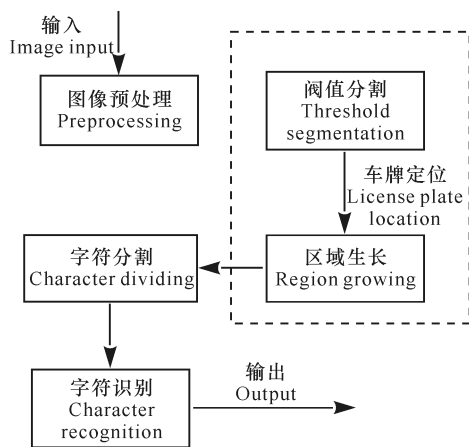 输入
Image input
图像预处理
Preprocessing
阀值分割
Threshold
segmentation
车牌定位
License plate
location
区域生长
Region growing
字符分割
Character dividing
字符识别
Character
recognition
输出
Output